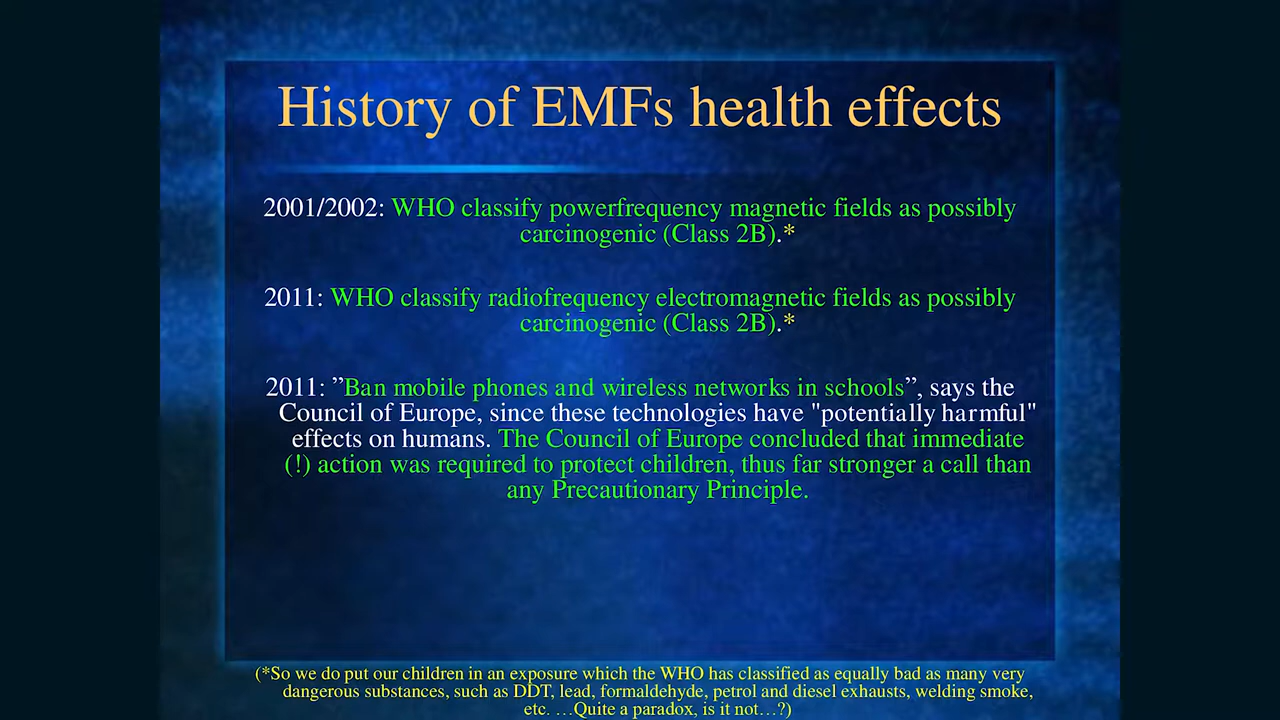 History of EMFs health effects
2001/2002: WHO classify powerfrequency magnetic fields as possibly
carcinogenic (Class 2B).*
2011: WHO classify radiofrequency electromagnetic fields as possibly
carcinogenic (Class 2B).*
2011: ”Ban mobile phones and wireless networks in schools”, says the
Council of Europe, since these technologies have "potentially harmful"
effects on humans. The Council of Europe concluded that immediate
(!) action was required to protect children, thus far stronger a call than
any Precautionary Principle.
(*So we do put our children in an exposure which the WHO has classified as equally bad as many very
dangerous substances, such as DDT, lead, formaldehyde, petrol and diesel exhausts, welding smoke,
etc. …Quite a paradox, is it not…?)